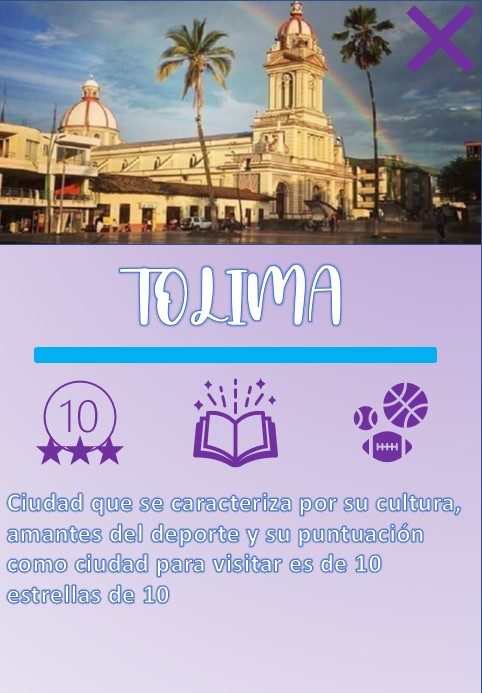 TOLIMA
10
Ciudad que se caracteriza por su cultura,
amantes del deporte y su puntuación
como ciudad para visitar es de 10
estrellas de 10